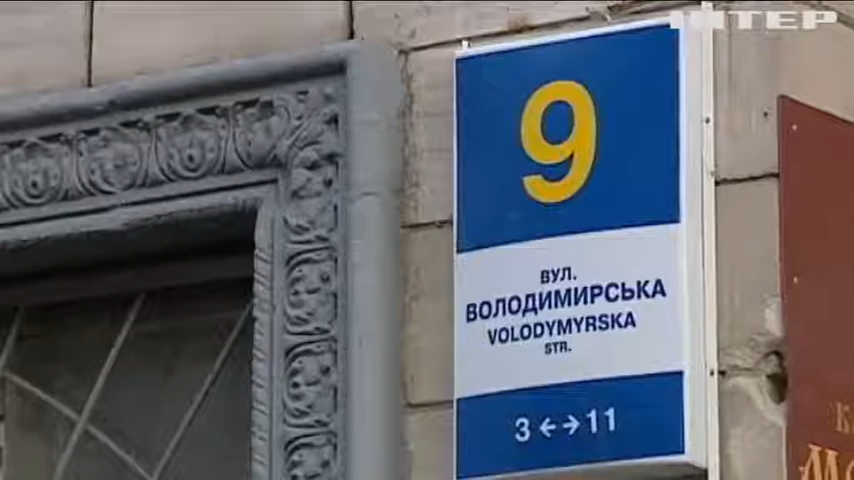 ІНТЕР
9
ВУЛ.
ВОЛОДИМИРСЬКА
VOLODYMYRSKA
STR.
3 ↔ 11